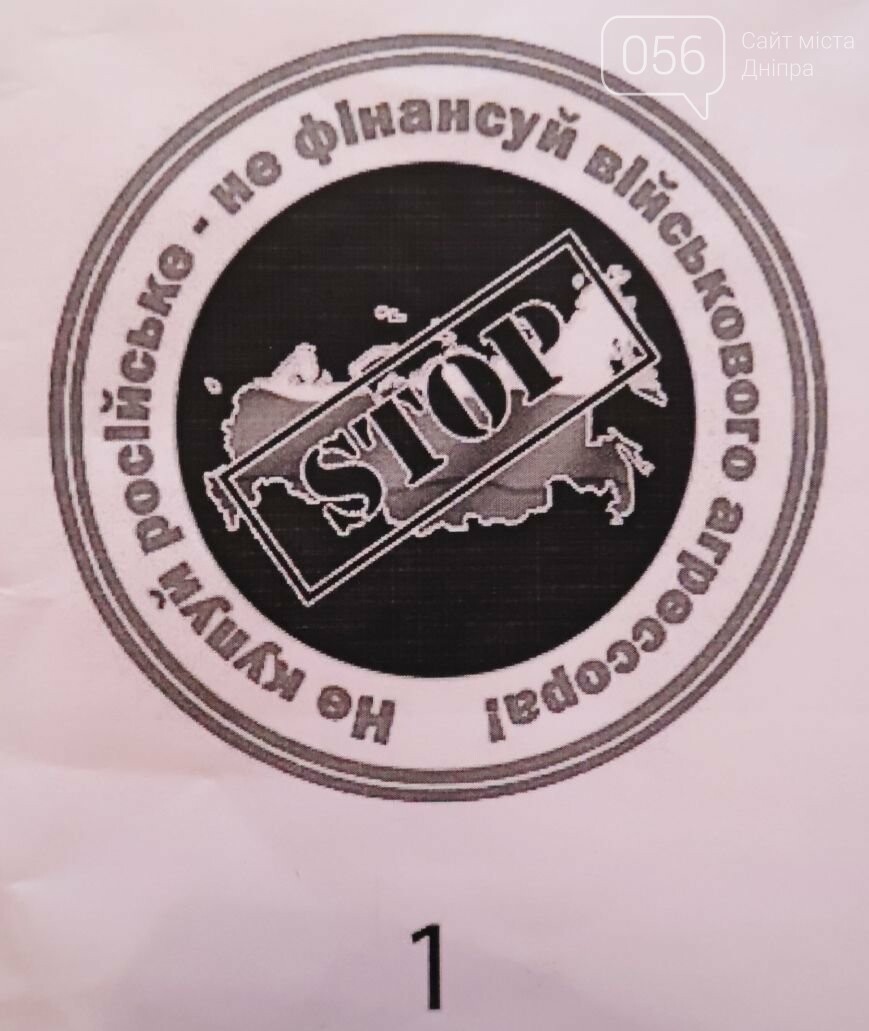 056
Сайт міста
Дніпра
Не купуй російське - не фінансуй військового агрессора!
STOP
1